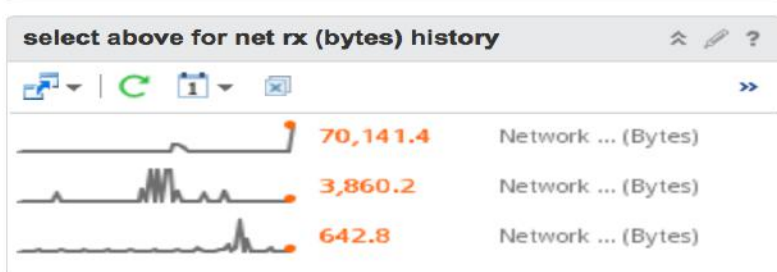 select above for net rx (bytes) history ?
1 »
70,141.4 Network ... (Bytes)
3,860.2 Network ... (Bytes)
642.8 Network ... (Bytes)